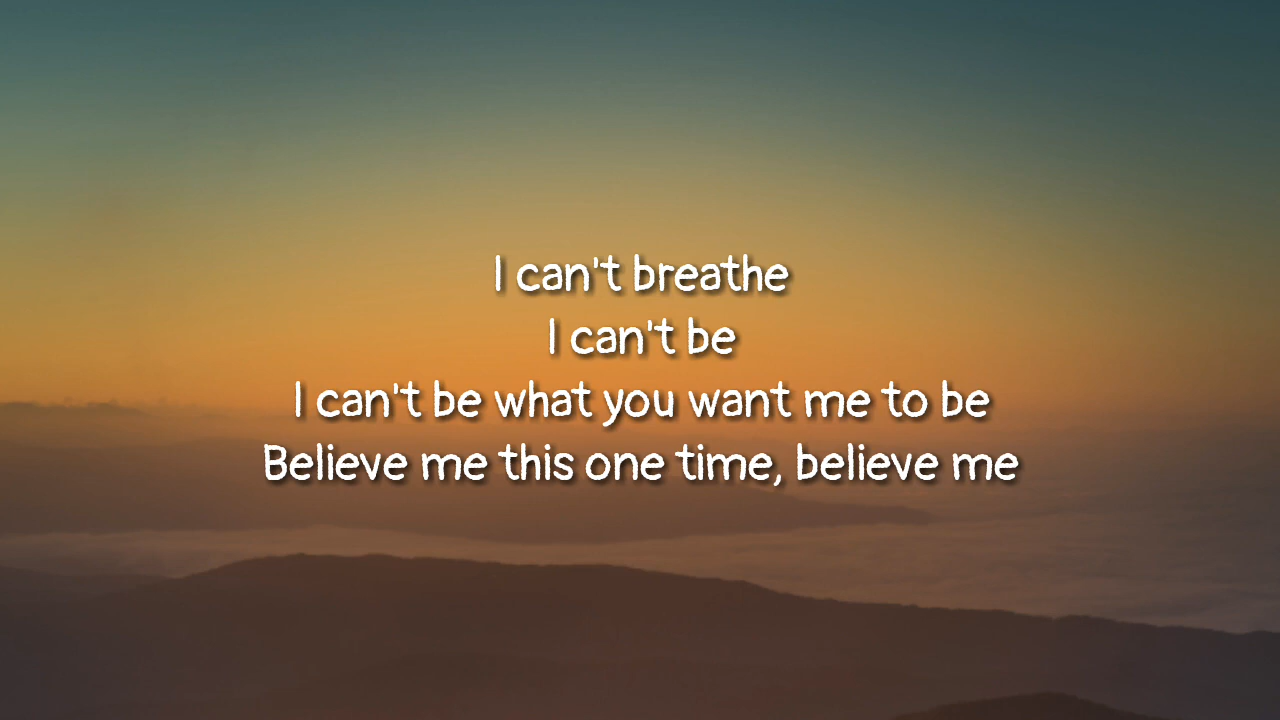 I can't breathe
I can't be
I can't be what you want me to be
Believe me this one time, believe me